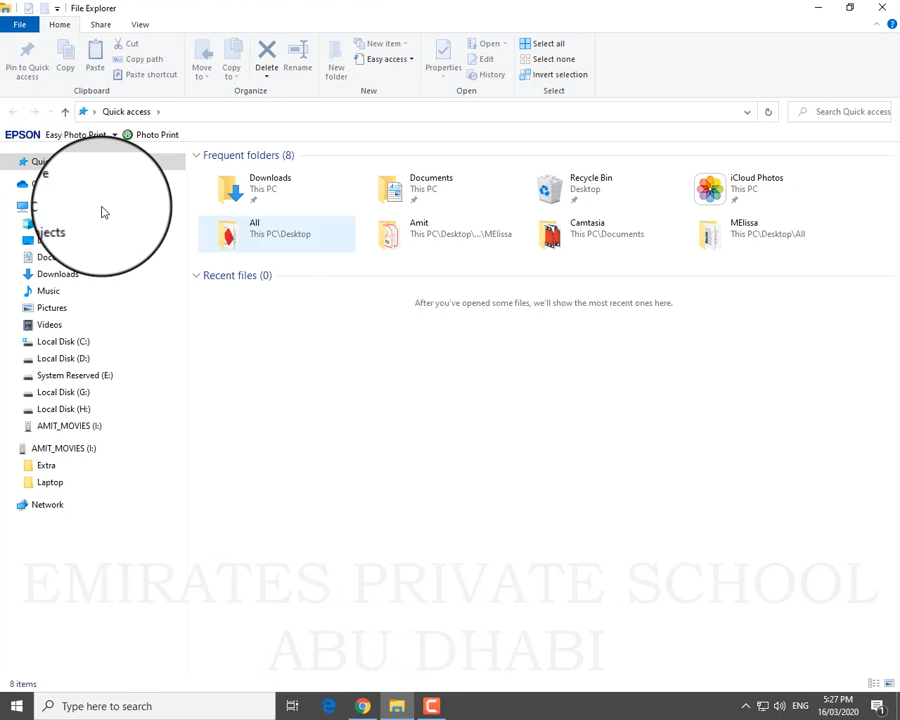 File Explorer
File Home Share View
Pin to Quick access
Copy
Paste
Cut
Copy path
Paste shortcut
Clipboard
Move to
Copy to
Delete
Rename
Organize
New folder
New item
Easy access
New
Properties
Open
Edit
History
Open
Select all
Select none
Invert selection
Select
Quick access
Search Quick access
EPSON Easy Photo Print Photo Print
Frequent folders (8)
Downloads
This PC
Documents
This PC
Recycle Bin
Desktop
iCloud Photos
This PC
All
This PC\Desktop
Amit
This PC\Desktop\...\MElissa
Camtasia
This PC\Documents
MElissa
This PC\Desktop\All
Recent files (0)
After you've opened some files, we'll show the most recent ones here.
Downloads
Music
Pictures
Videos
Local Disk (C:)
Local Disk (D:)
System Reserved (E:)
Local Disk (G:)
Local Disk (H:)
AMIT_MOVIES (I:)
AMIT_MOVIES (I:)
Extra
Laptop
Network
EMIRATES PRIVATE SCHOOL
ABU DHABI
8 items
Type here to search
ENG
5:27 PM
16/03/2020
1